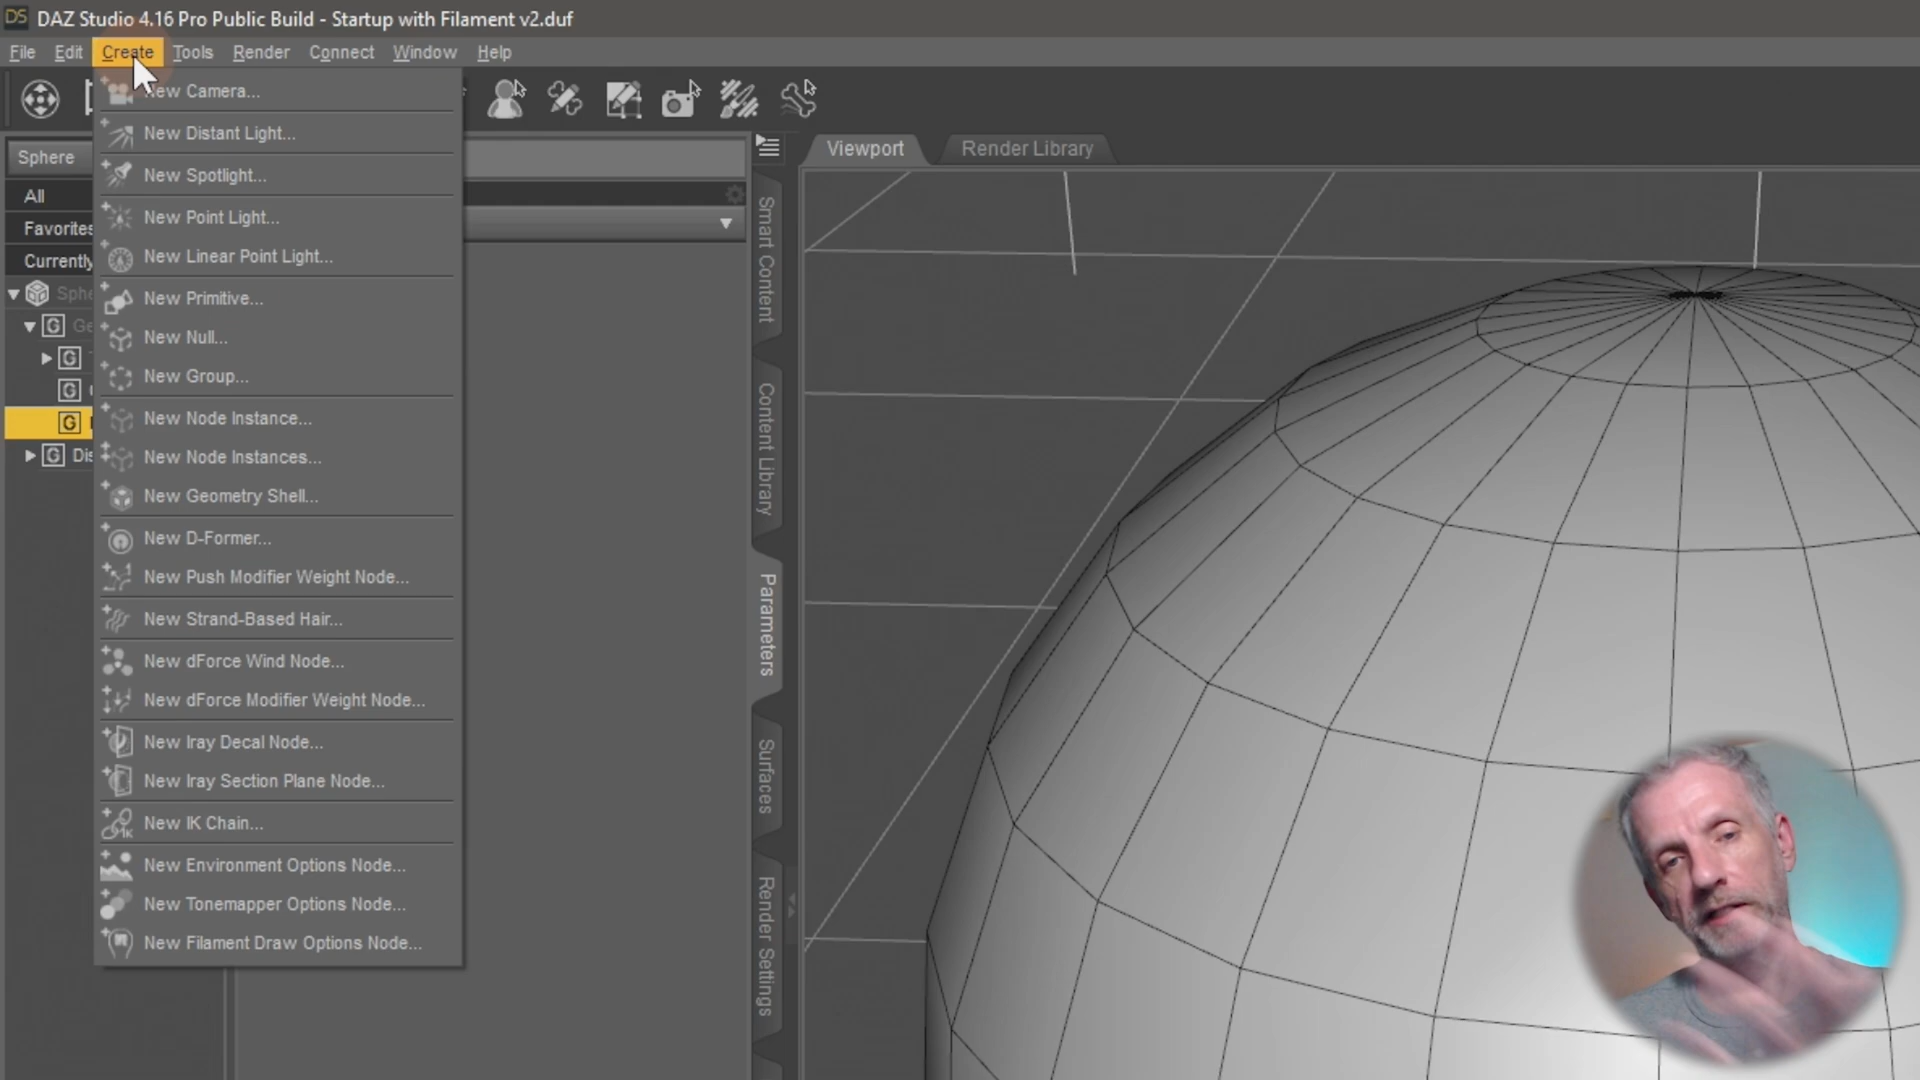 DAZ Studio 4.16 Pro Public Build - Startup with Filament v2.duf
File Edit Create Tools Render Connect Window Help
New Camera...
New Distant Light...
New Spotlight...
New Point Light...
New Linear Point Light...
New Primitive...
New Null...
New Group...
New Node Instance...
New Node Instances...
New Geometry Shell...
New D-Former...
New Push Modifier Weight Node...
New Strand-Based Hair...
New dForce Wind Node...
New dForce Modifier Weight Node...
New Iray Decal Node...
New Iray Section Plane Node...
New IK Chain...
New Environment Options Node...
New Tonemapper Options Node...
New Filament Draw Options Node...
Sphere
All
Favorites
Currently
Sphe
G Ge
G
G
G
G Dis
Smart Content
Content Library
Parameters
Surfaces
Render Settings
Viewport Render Library